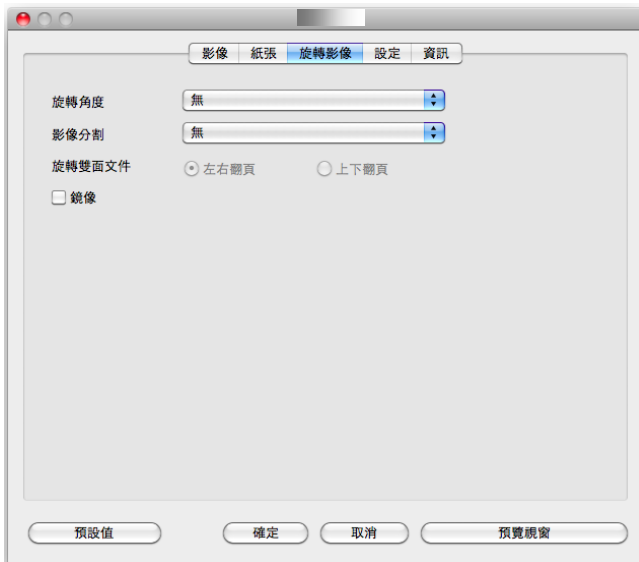 影像 紙張 旋轉影像 設定 資訊
旋轉角度 無
影像分割 無
旋轉雙面文件 左右翻頁 上下翻頁
鏡像
預設值 確定 取消 預覽視窗